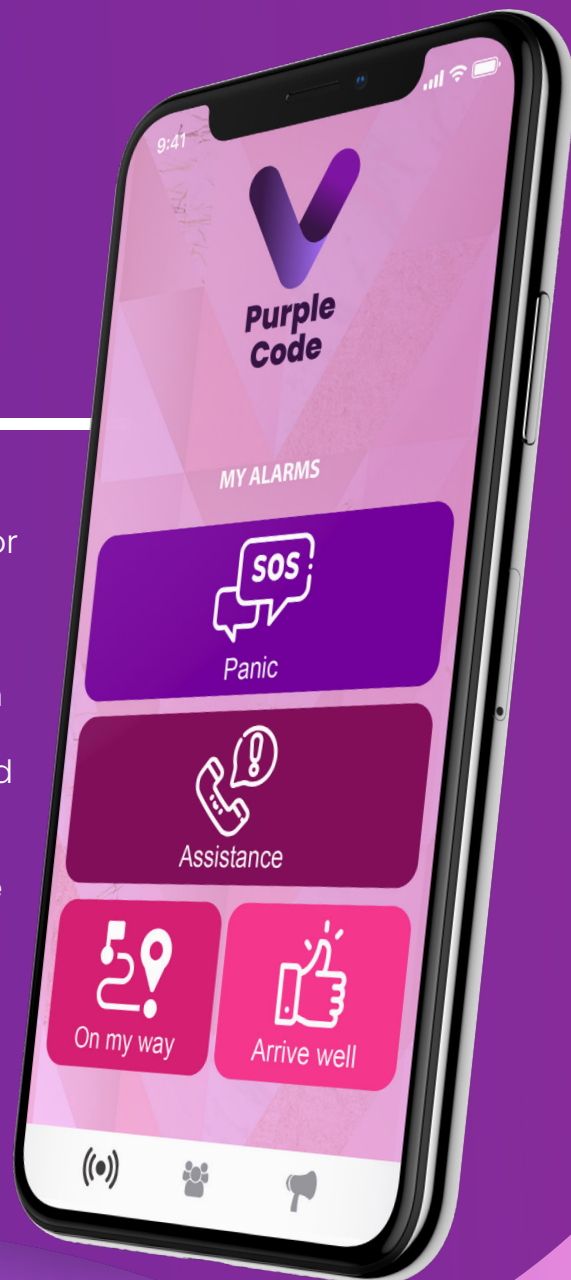 9:41
Purple
Code
MY ALARMS
SOS
Panic
Assistance
On my way
Arrive well